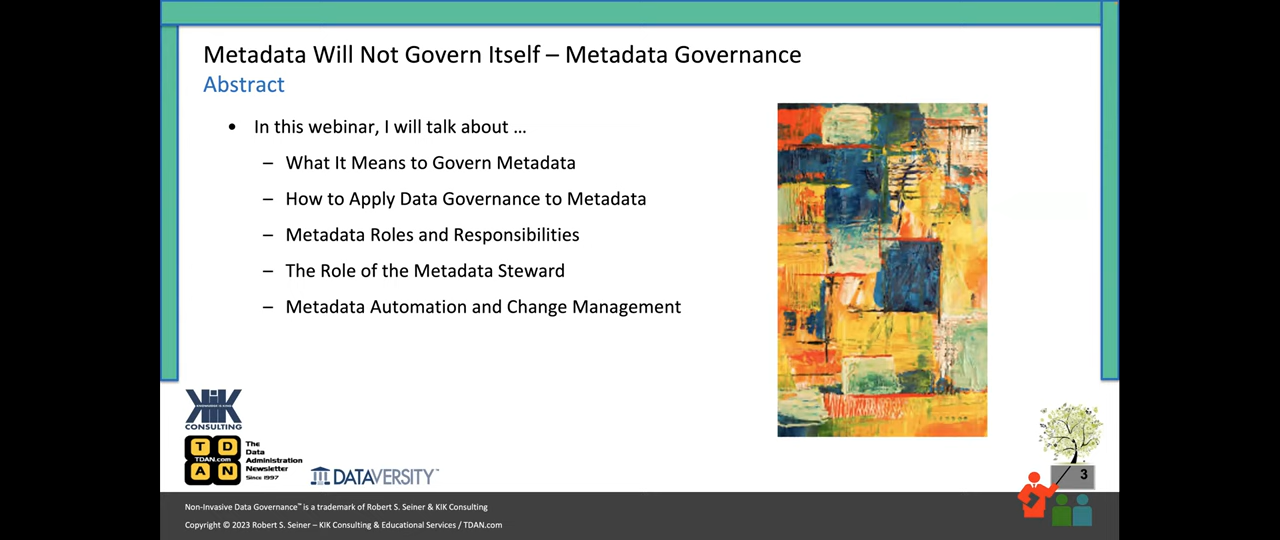 Metadata Will Not Govern Itself – Metadata Governance
Abstract
• In this webinar, I will talk about …
– What It Means to Govern Metadata
– How to Apply Data Governance to Metadata
– Metadata Roles and Responsibilities
– The Role of the Metadata Steward
– Metadata Automation and Change Management
KIK
CONSULTING
T D
TDAN.com
A N
The
Data
Administration
Newsletter
Since 1997
DATAVERSITY™
3
Non-Invasive Data Governance™ is a trademark of Robert S. Seiner & KIK Consulting
Copyright © 2023 Robert S. Seiner – KIK Consulting & Educational Services / TDAN.com